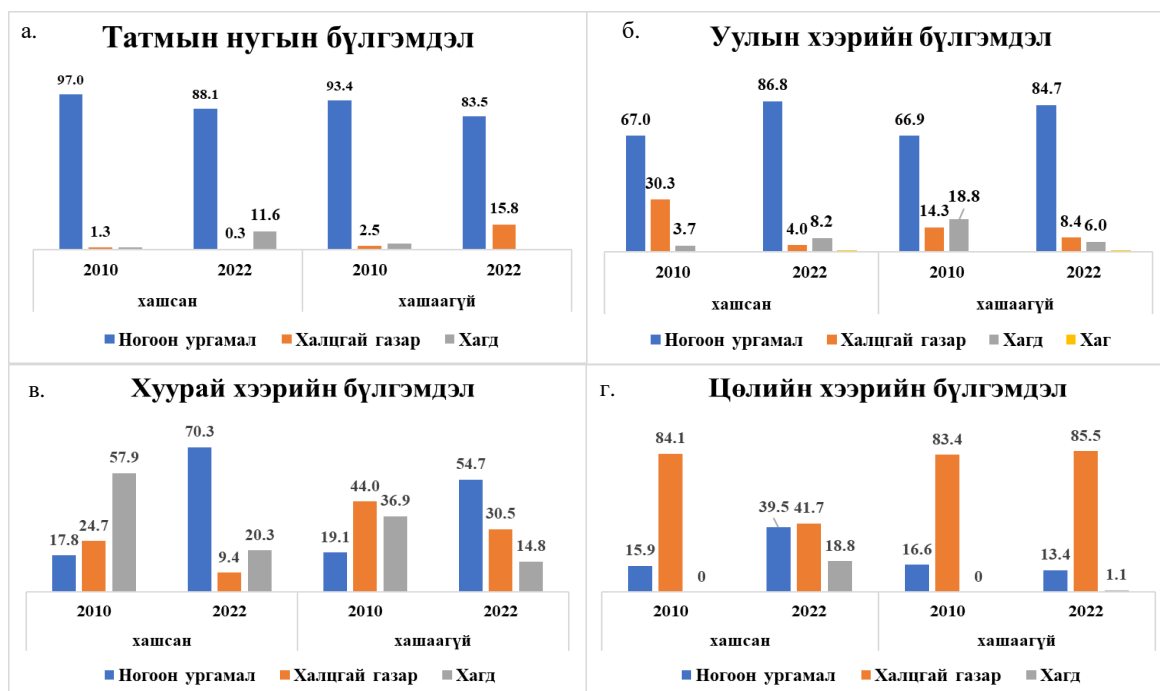 а.
Татмын нугын бүлгэмдэл
97.0
1.3
88.1
0.3
11.6
93.4
2.5
83.5
15.8
2010
2022
2010
2022
хашсан
хашаагүй
Ногоон ургамал
Халцгай газар
Хагд
б.
Уулын хээрийн бүлгэмдэл
67.0
30.3
3.7
86.8
4.0
8.2
66.9
14.3
18.8
84.7
8.4
6.0
2010
2022
2010
2022
хашсан
хашаагүй
Ногоон ургамал
Халцгай газар
Хагд
Хаг
в.
Хуурай хээрийн бүлгэмдэл
17.8
24.7
57.9
70.3
9.4
20.3
19.1
44.0
36.9
54.7
30.5
14.8
2010
2022
2010
2022
хашсан
хашаагүй
Ногоон ургамал
Халцгай газар
Хагд
г.
Цөлийн хээрийн бүлгэмдэл
15.9
84.1
0
39.5
41.7
18.8
16.6
83.4
0
13.4
85.5
1.1
2010
2022
2010
2022
хашсан
хашаагүй
Ногоон ургамал
Халцгай газар
Хагд